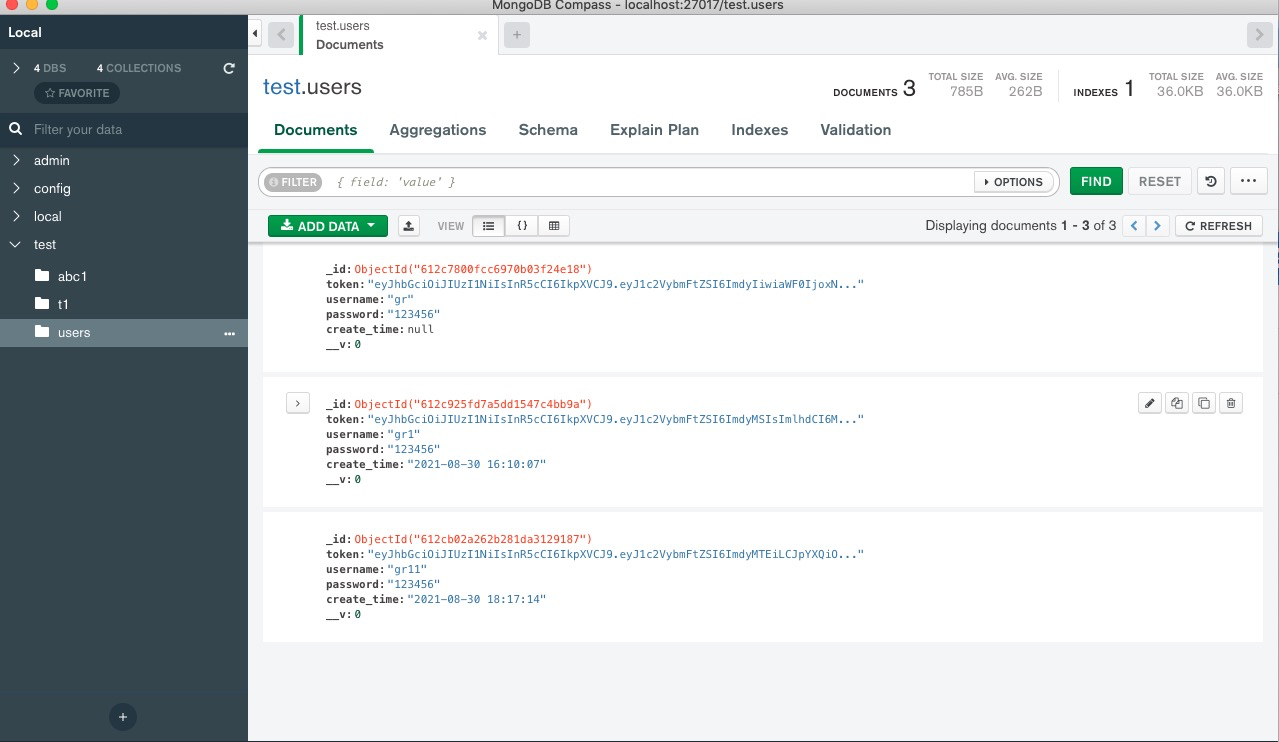 MongoDB Compass - localhost:27017/test.users
Local
4 DBS 4 COLLECTIONS
☆ FAVORITE
Filter your data
admin
config
local
test
abc1
t1
users
test.users
Documents
test.users
DOCUMENTS 3 TOTAL SIZE 785B AVG. SIZE 262B INDEXES 1 TOTAL SIZE 36.0KB AVG. SIZE 36.0KB
Documents Aggregations Schema Explain Plan Indexes Validation
FILTER { field: 'value' } OPTIONS FIND RESET ...
ADD DATA VIEW {} Displaying documents 1 - 3 of 3 REFRESH
_id: ObjectId("612c7800fcc6970b03f24e18")
token: "eyJhbGciOiJIUzI1NiIsInR5cCI6IkpXVCJ9.eyJ1c2VybmFtZSI6ImdyIiwiaWF0IjoxN..."
username: "gr"
password: "123456"
create_time: null
__v: 0
_id: ObjectId("612c925fd7a5dd1547c4bb9a")
token: "eyJhbGciOiJIUzI1NiIsInR5cCI6IkpXVCJ9.eyJ1c2VybmFtZSI6ImdyMSIsImlhdCI6M..."
username: "gr1"
password: "123456"
create_time: "2021-08-30 16:10:07"
__v: 0
_id: ObjectId("612cb02a262b281da3129187")
token: "eyJhbGciOiJIUzI1NiIsInR5cCI6IkpXVCJ9.eyJ1c2VybmFtZSI6ImdyMTEiLCJpYXQiO..."
username: "gr11"
password: "123456"
create_time: "2021-08-30 18:17:14"
__v: 0